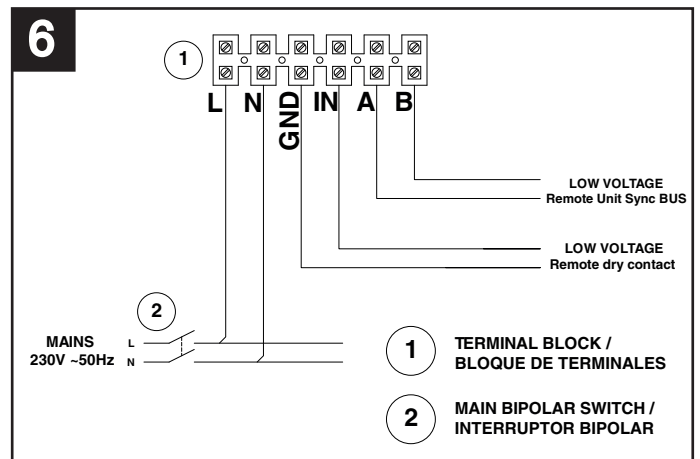 6
1
L N GND IN A B
LOW VOLTAGE
Remote Unit Sync BUS
LOW VOLTAGE
Remote dry contact
2
MAINS
230V ~50Hz
L
N
1
TERMINAL BLOCK /
BLOQUE DE TERMINALES
2
MAIN BIPOLAR SWITCH /
INTERRUPTOR BIPOLAR